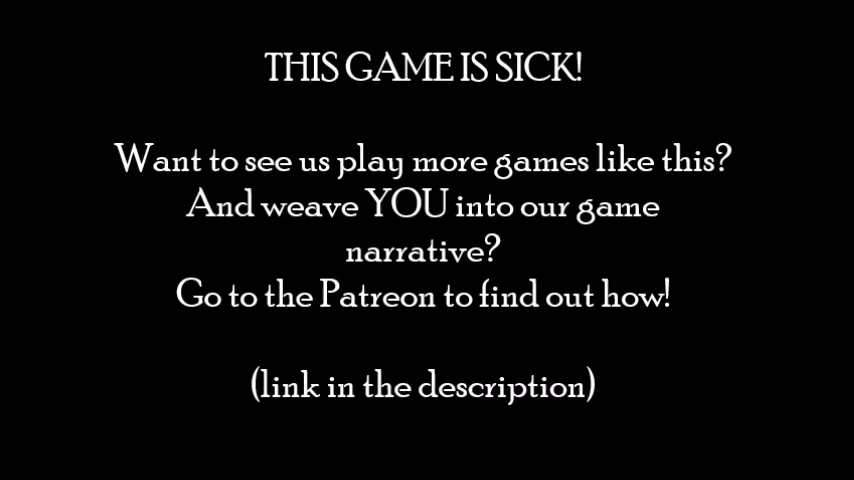 THIS GAME IS SICK!
Want to see us play more games like this?
And weave YOU into our game
narrative?
Go to the Patreon to find out how!
(link in the description)